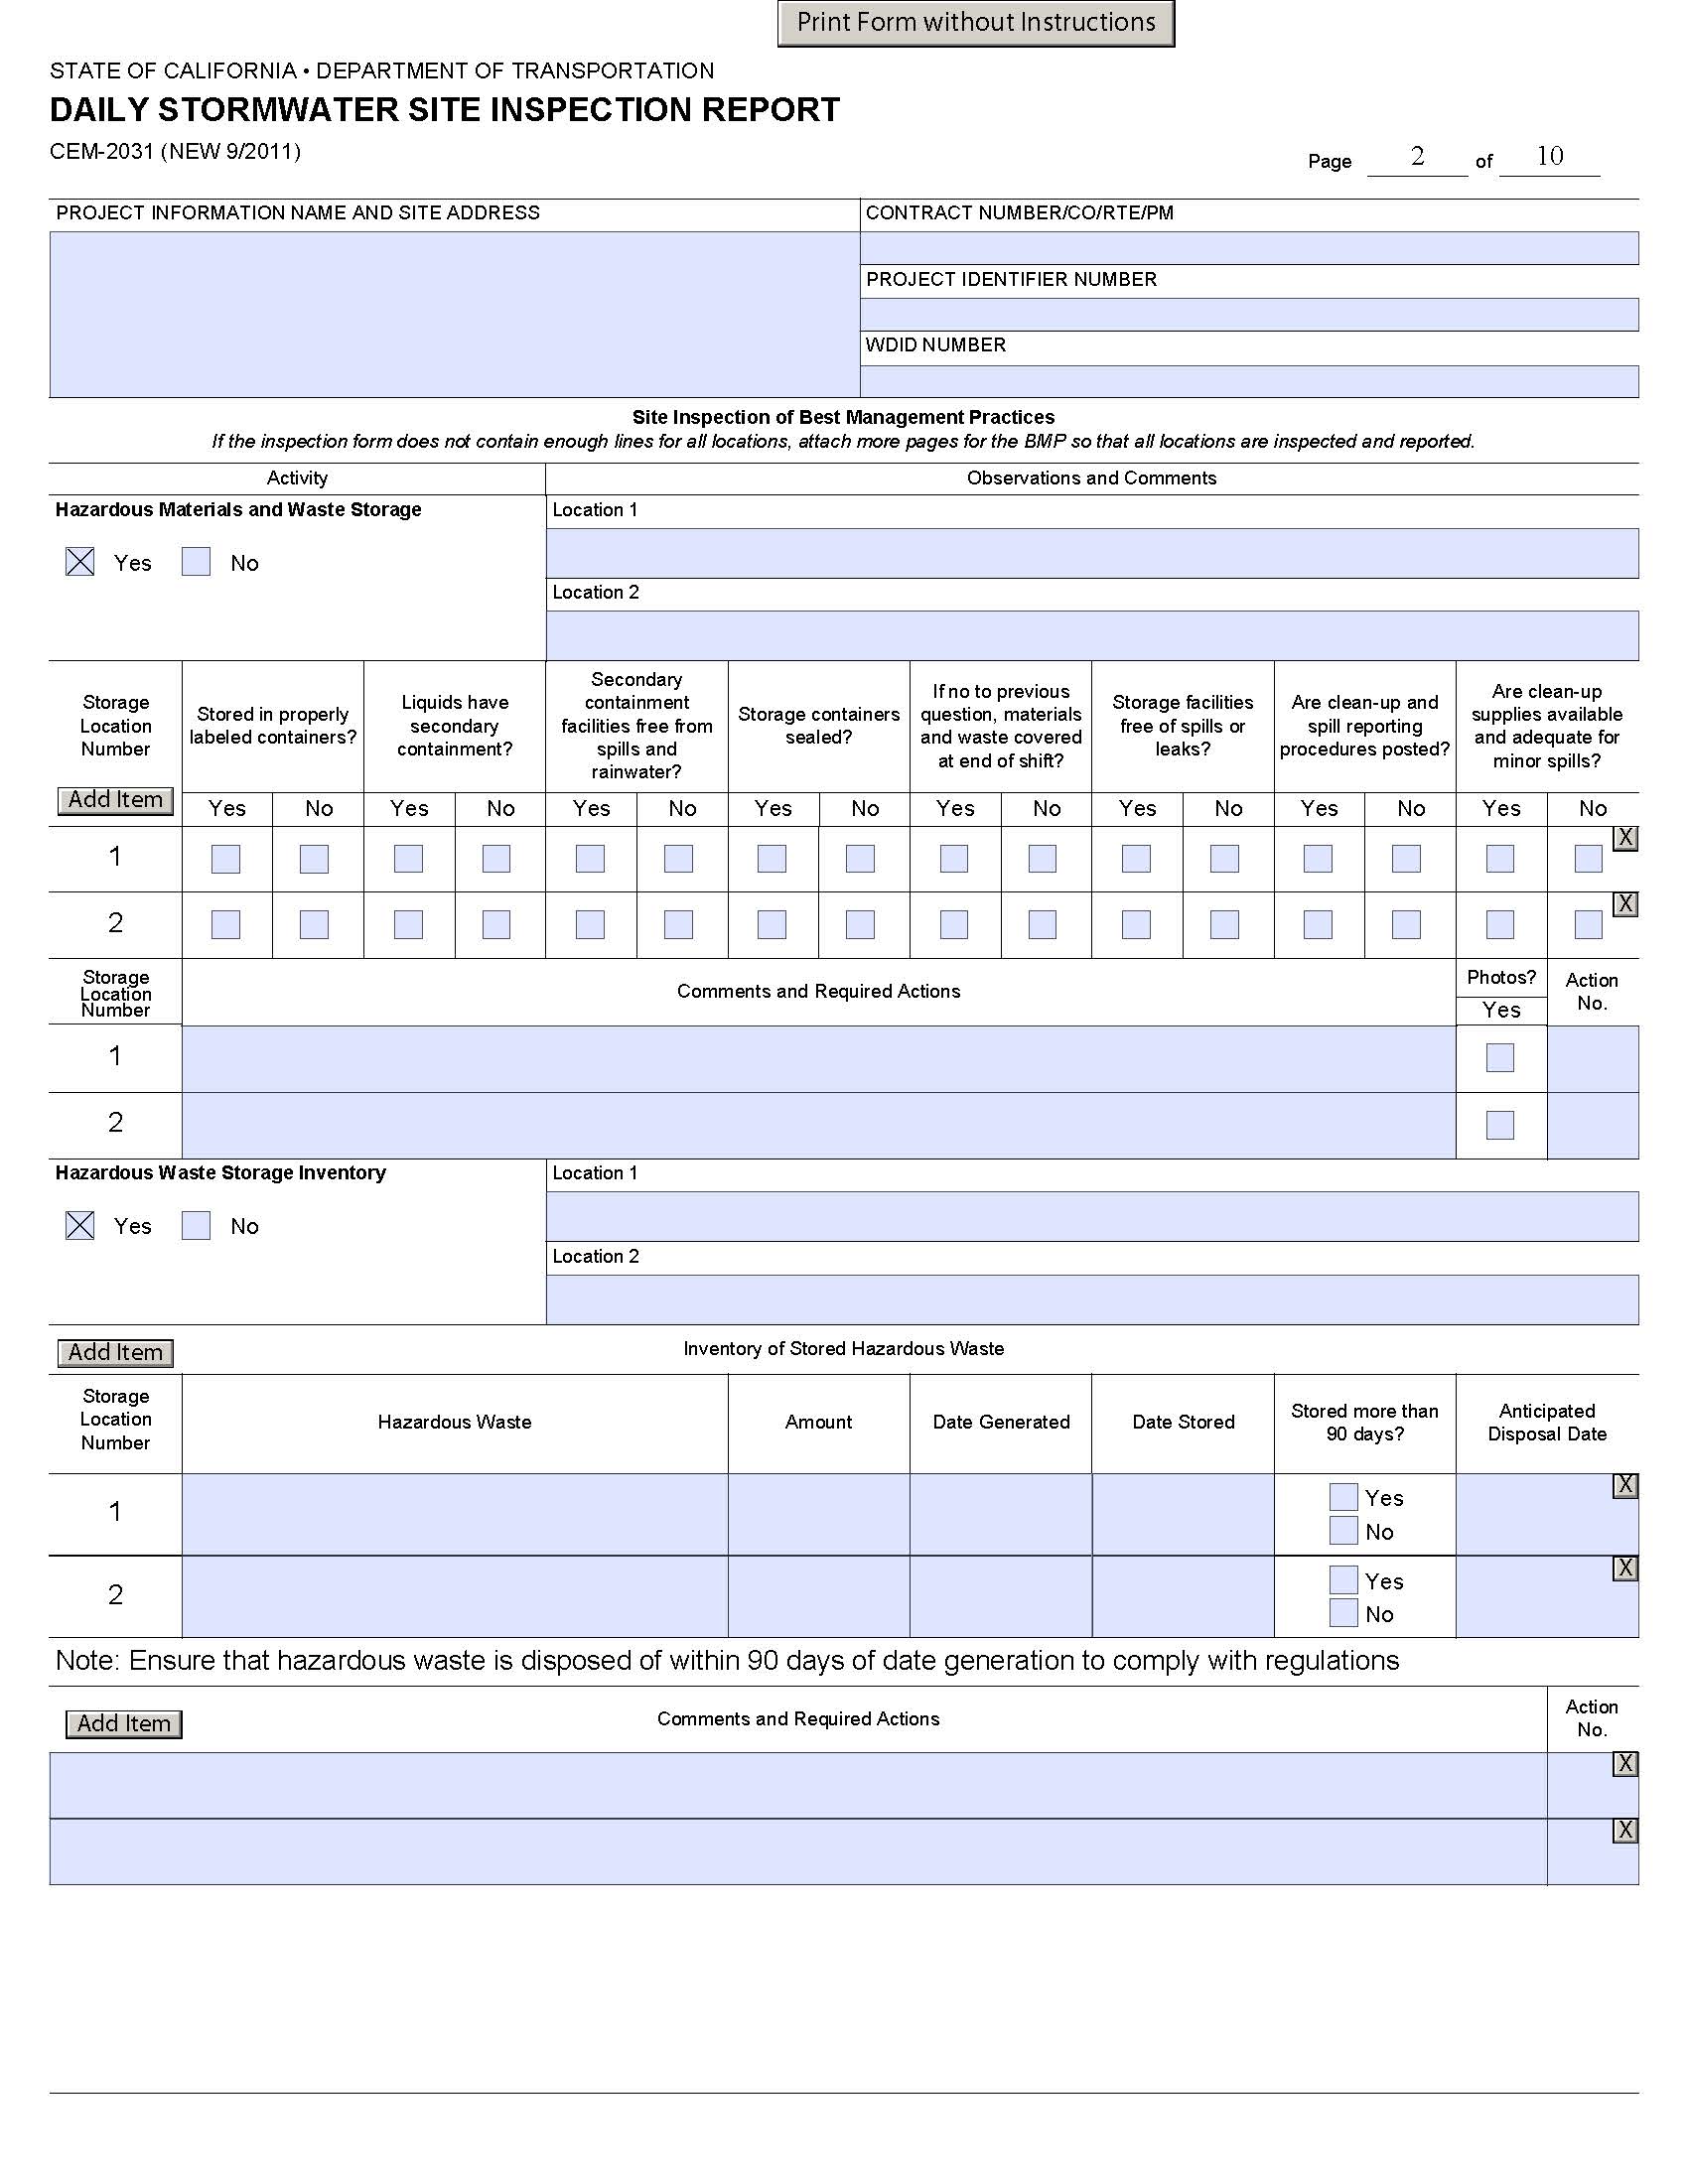 Print Form without Instructions
STATE OF CALIFORNIA • DEPARTMENT OF TRANSPORTATION
DAILY STORMWATER SITE INSPECTION REPORT
CEM-2031 (NEW 9/2011)
Page 2 of 10
PROJECT INFORMATION NAME AND SITE ADDRESS
CONTRACT NUMBER/CO/RTE/PM
PROJECT IDENTIFIER NUMBER
WDID NUMBER
Site Inspection of Best Management Practices
If the inspection form does not contain enough lines for all locations, attach more pages for the BMP so that all locations are inspected and reported.
Activity
Observations and Comments
Hazardous Materials and Waste Storage
Yes No
Location 1
Location 2
Storage
Location
Number
Add Item
Stored in properly
labeled containers?
Liquids have
secondary
containment?
Secondary
containment
facilities free from
spills and
rainwater?
Storage containers
sealed?
If no to previous
question, materials
and waste covered
at end of shift?
Storage facilities
free of spills or
leaks?
Are clean-up and
spill reporting
procedures posted?
Are clean-up
supplies available
and adequate for
minor spills?
Yes No Yes No Yes No Yes No Yes No Yes No Yes No Yes No
1 X
2 X
Storage
Location
Number
Comments and Required Actions
Photos?
Yes
Action
No.
1
2
Hazardous Waste Storage Inventory
Yes No
Location 1
Location 2
Add Item
Inventory of Stored Hazardous Waste
Storage
Location
Number
Hazardous Waste
Amount
Date Generated
Date Stored
Stored more than
90 days?
Anticipated
Disposal Date
1
Yes
No
X
2
Yes
No
X
Note: Ensure that hazardous waste is disposed of within 90 days of date generation to comply with regulations
Add Item
Comments and Required Actions
Action
No.
X
X